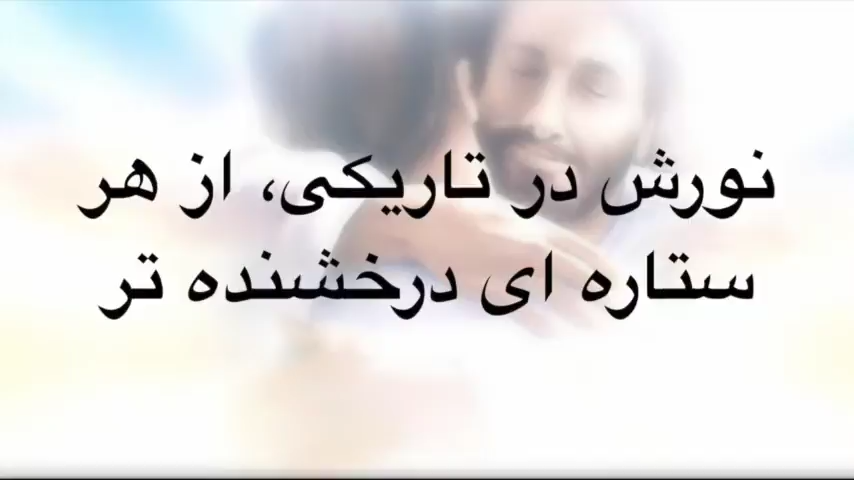 نورش در تاریکی، از هر
ستاره ای درخشنده تر